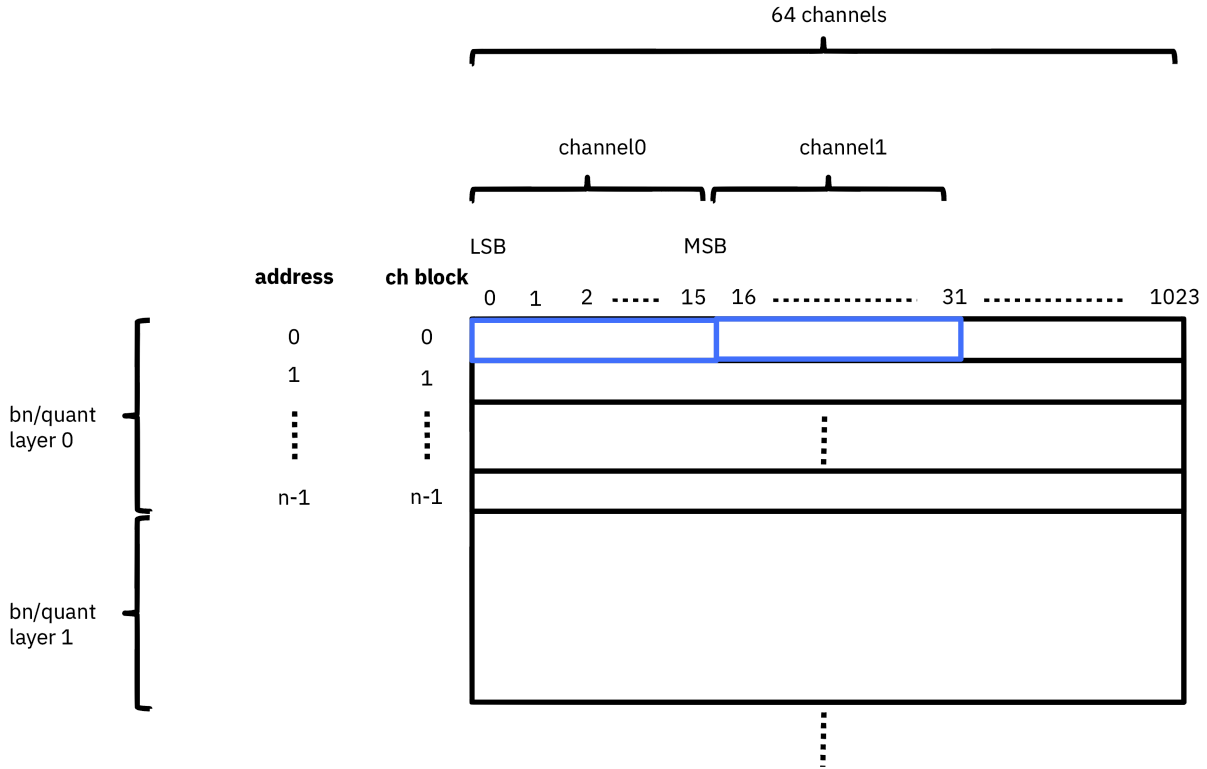 64 channels
channel0 channel1
LSB MSB
address ch block
0 1 2 15 16 31 1023
0 0
1 1
bn/quant
layer 0
n-1 n-1
bn/quant
layer 1